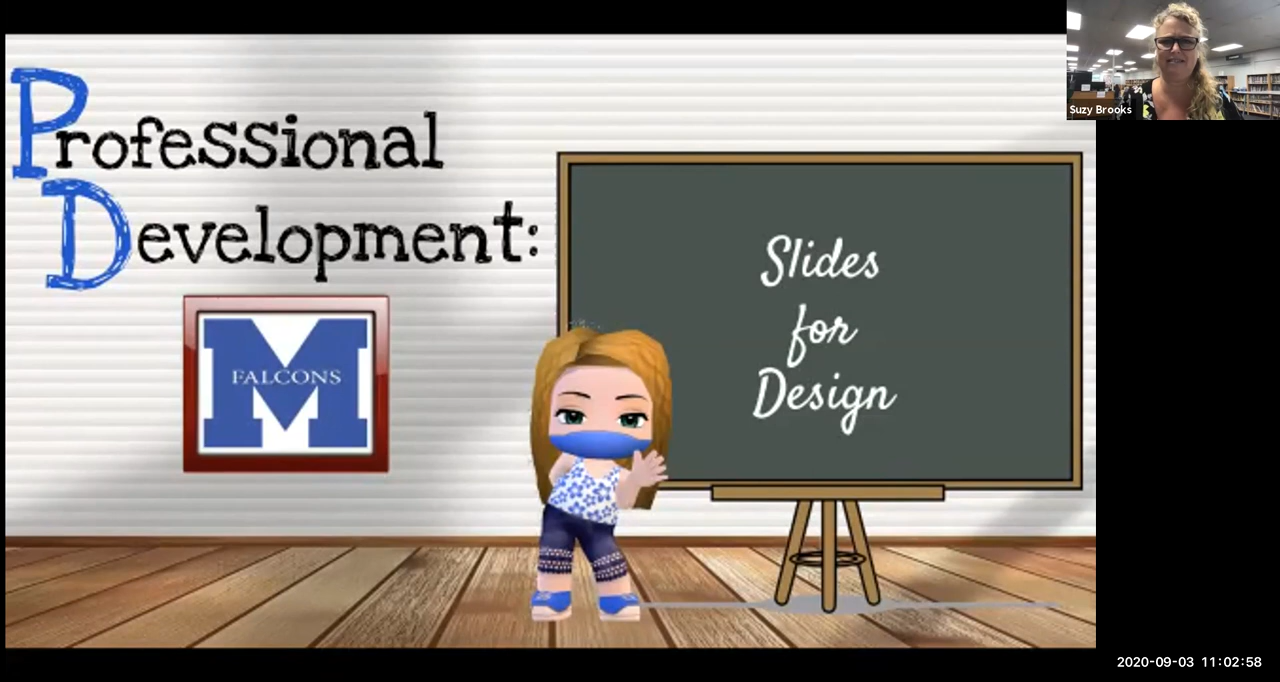 Professional
Development:
FALCONS
M
Slides
for
Design
Suzy Brooks
2020-09-03 11:02:58